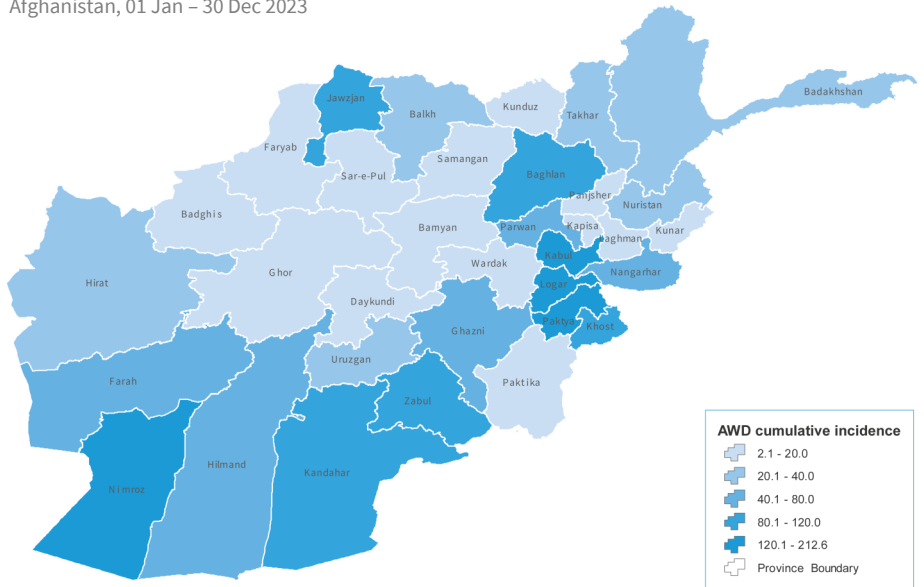 Afghanistan, 01 Jan – 30 Dec 2023
Badakhshan
Jawzjan
Kunduz
Balkh
Takhar
Faryab
Samangan
Sar-e-Pul
Baghlan
Panjsher
Nuristan
Badghis
Bamyan
Parwan
Kapisa
Kunar
Laghman
Kabul
Wardak
Nangarhar
Ghor
Hirat
Logar
Daykundi
Paktya
Khost
Ghazni
Uruzgan
Farah
Paktika
Zabul
Hilmand
Kandahar
Nimroz
AWD cumulative incidence
2.1 - 20.0
20.1 - 40.0
40.1 - 80.0
80.1 - 120.0
120.1 - 212.6
Province Boundary